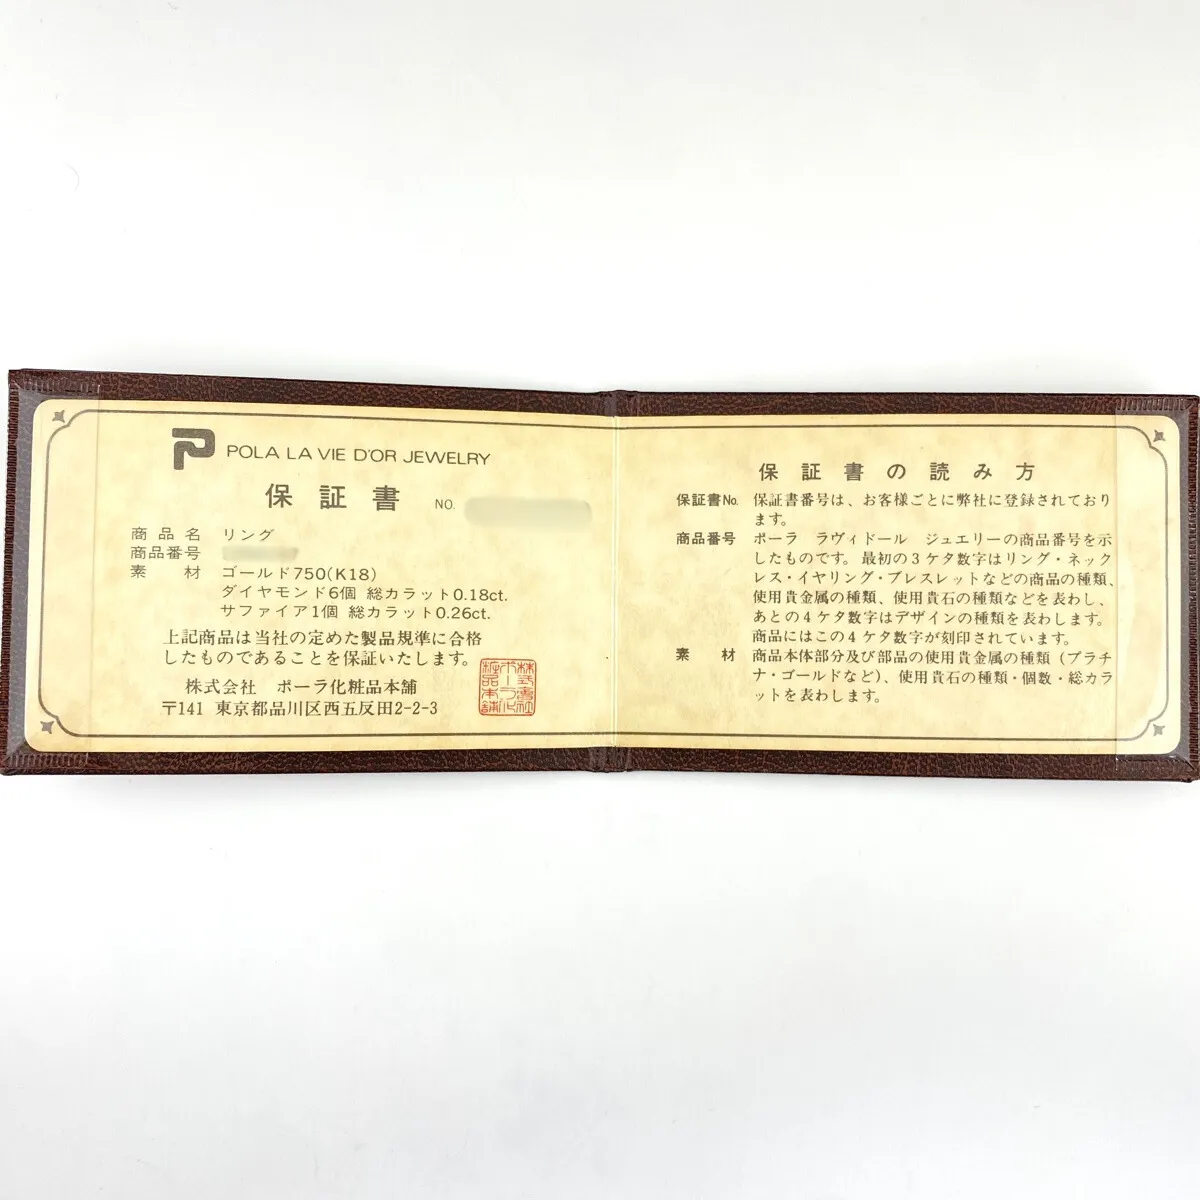 POLA LA VIE D'OR JEWELRY
保証書 NO.
商品名 リング
商品番号
素材 ゴールド750(K18)
ダイヤモンド6個 総カラット0.18ct.
サファイア1個 総カラット0.26ct.
上記商品は当社の定めた製品規準に合格
したものであることを保証いたします。
株式会社 ポーラ化粧品本舗
〒141 東京都品川区西五反田2-2-3
株式会社
ポーラ化
粧品本舗
保証書の読み方
保証書No. 保証書番号は、お客様ごとに弊社に登録されており
ます。
商品番号 ポーラ ラヴィドール ジュエリーの商品番号を示
したものです。最初の3ケタ数字はリング・ネック
レス・イヤリング・ブレスレットなどの商品の種類、
使用貴金属の種類、使用貴石の種類などを表わし、
あとの4ケタ数字はデザインの種類を表わします。
商品にはこの4ケタ数字が刻印されています。
素材 商品本体部分及び部品の使用貴金属の種類(プラチ
ナ・ゴールドなど)、使用貴石の種類・個数・総カラ
ットを表わします。